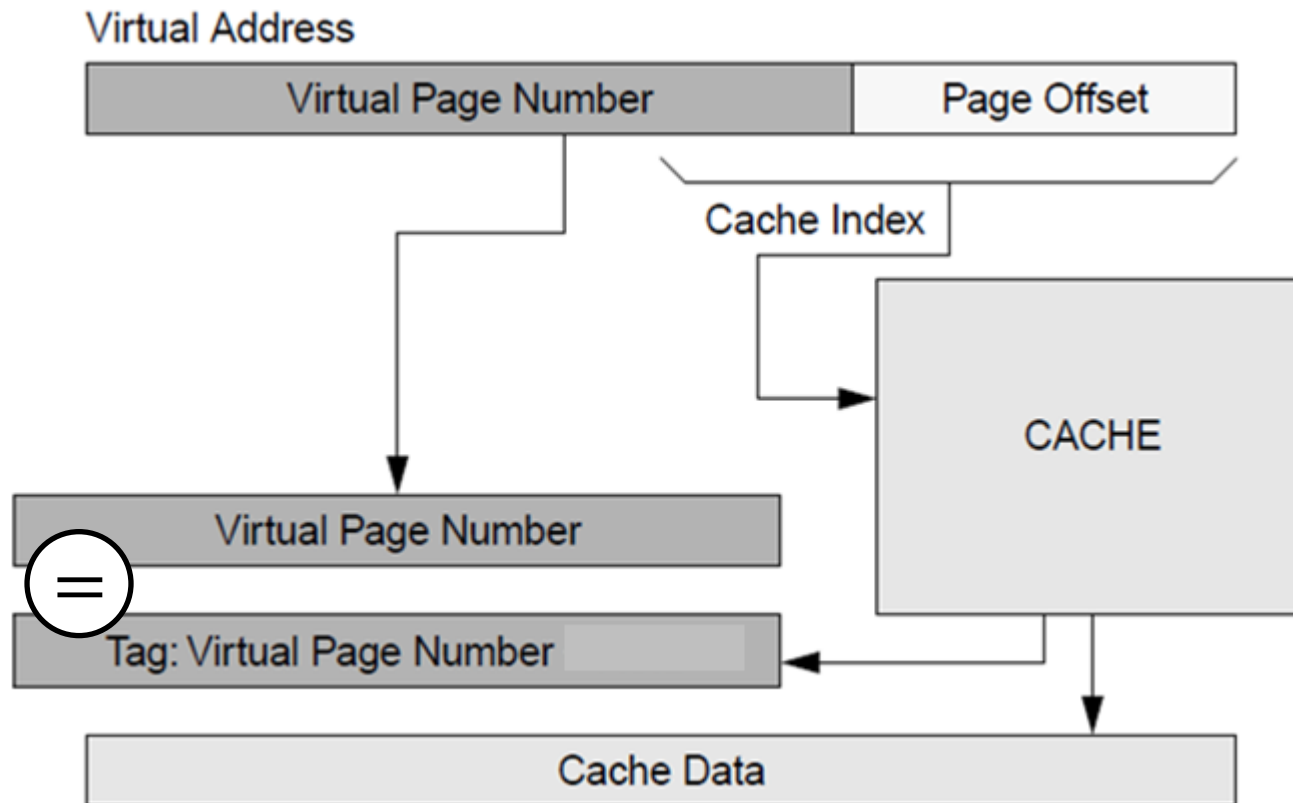 Virtual Address
Virtual Page Number
Page Offset
Cache Index
CACHE
Virtual Page Number
=
Tag: Virtual Page Number
Cache Data